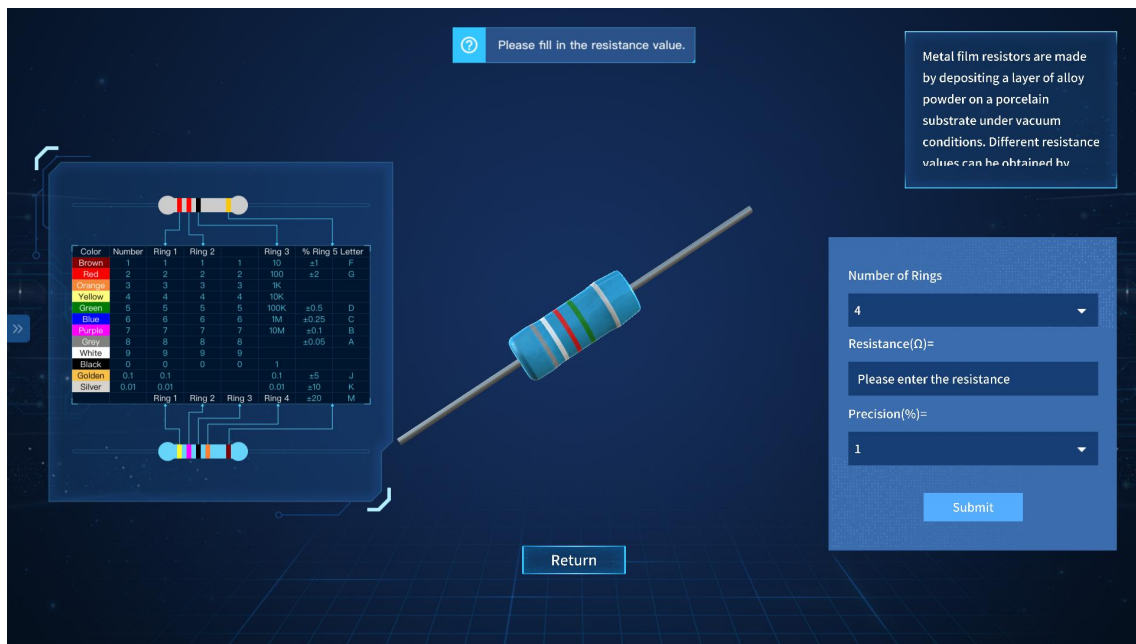 Please fill in the resistance value.
Metal film resistors are made
by depositing a layer of alloy
powder on a porcelain
substrate under vacuum
conditions. Different resistance
values can be obtained by
Color Number Ring 1 Ring 2 Ring 3 % Ring 5 Letter
Brown 1 1 1 1 10 ±1 F
Red 2 2 2 2 100 ±2 G
Orange 3 3 3 3 1K
Yellow 4 4 4 4 10K
Green 5 5 5 5 100K ±0.5 D
Blue 6 6 6 6 1M ±0.25 C
Purple 7 7 7 7 10M ±0.1 B
Grey 8 8 8 8 ±0.05 A
White 9 9 9 9
Black 0 0 0 0 1
Golden 0.1 0.1 0.1 ±5 J
Silver 0.01 0.01 0.01 ±10 K
Ring 1 Ring 2 Ring 3 Ring 4 ±20 M
Number of Rings
4
Resistance(Ω)=
Please enter the resistance
Precision(%)=
1
Submit
Return